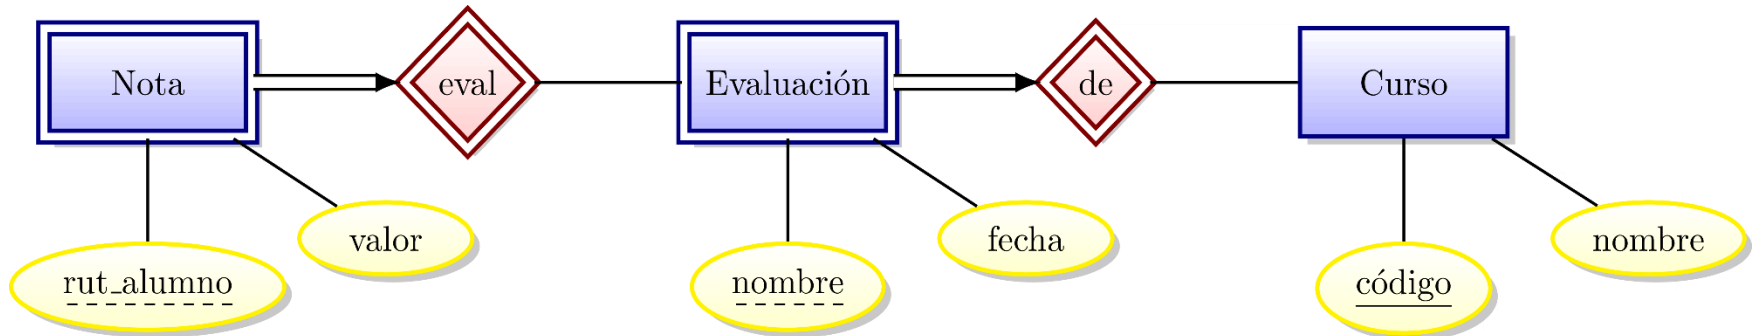 Nota
eval
Evaluación
de
Curso
valor
fecha
nombre
rut_alumno
nombre
código